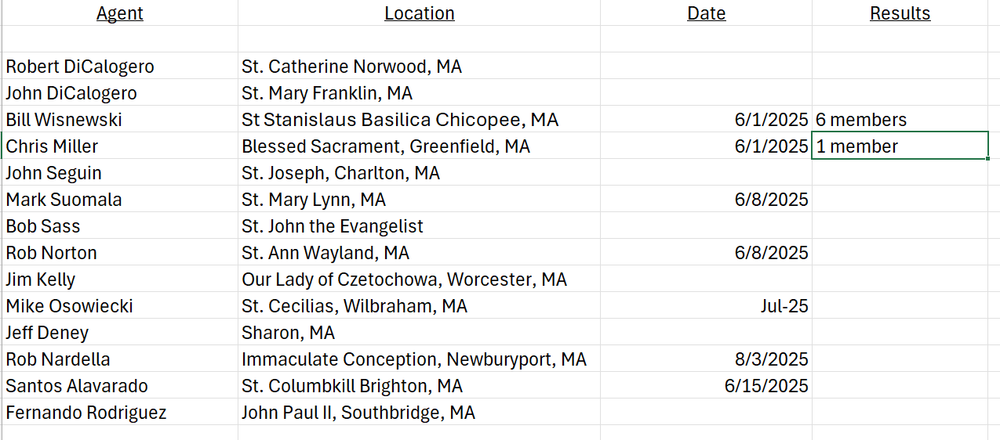 Agent Location Date Results
Robert DiCalogero St. Catherine Norwood, MA
John DiCalogero St. Mary Franklin, MA
Bill Wisnewski St Stanislaus Basilica Chicopee, MA 6/1/2025 6 members
Chris Miller Blessed Sacrament, Greenfield, MA 6/1/2025 1 member
John Seguin St. Joseph, Charlton, MA
Mark Suomala St. Mary Lynn, MA 6/8/2025
Bob Sass St. John the Evangelist
Rob Norton St. Ann Wayland, MA 6/8/2025
Jim Kelly Our Lady of Czetochowa, Worcester, MA
Mike Osowiecki St. Cecilias, Wilbraham, MA Jul-25
Jeff Deney Sharon, MA
Rob Nardella Immaculate Conception, Newburyport, MA 8/3/2025
Santos Alavarado St. Columbkill Brighton, MA 6/15/2025
Fernando Rodriguez John Paul II, Southbridge, MA